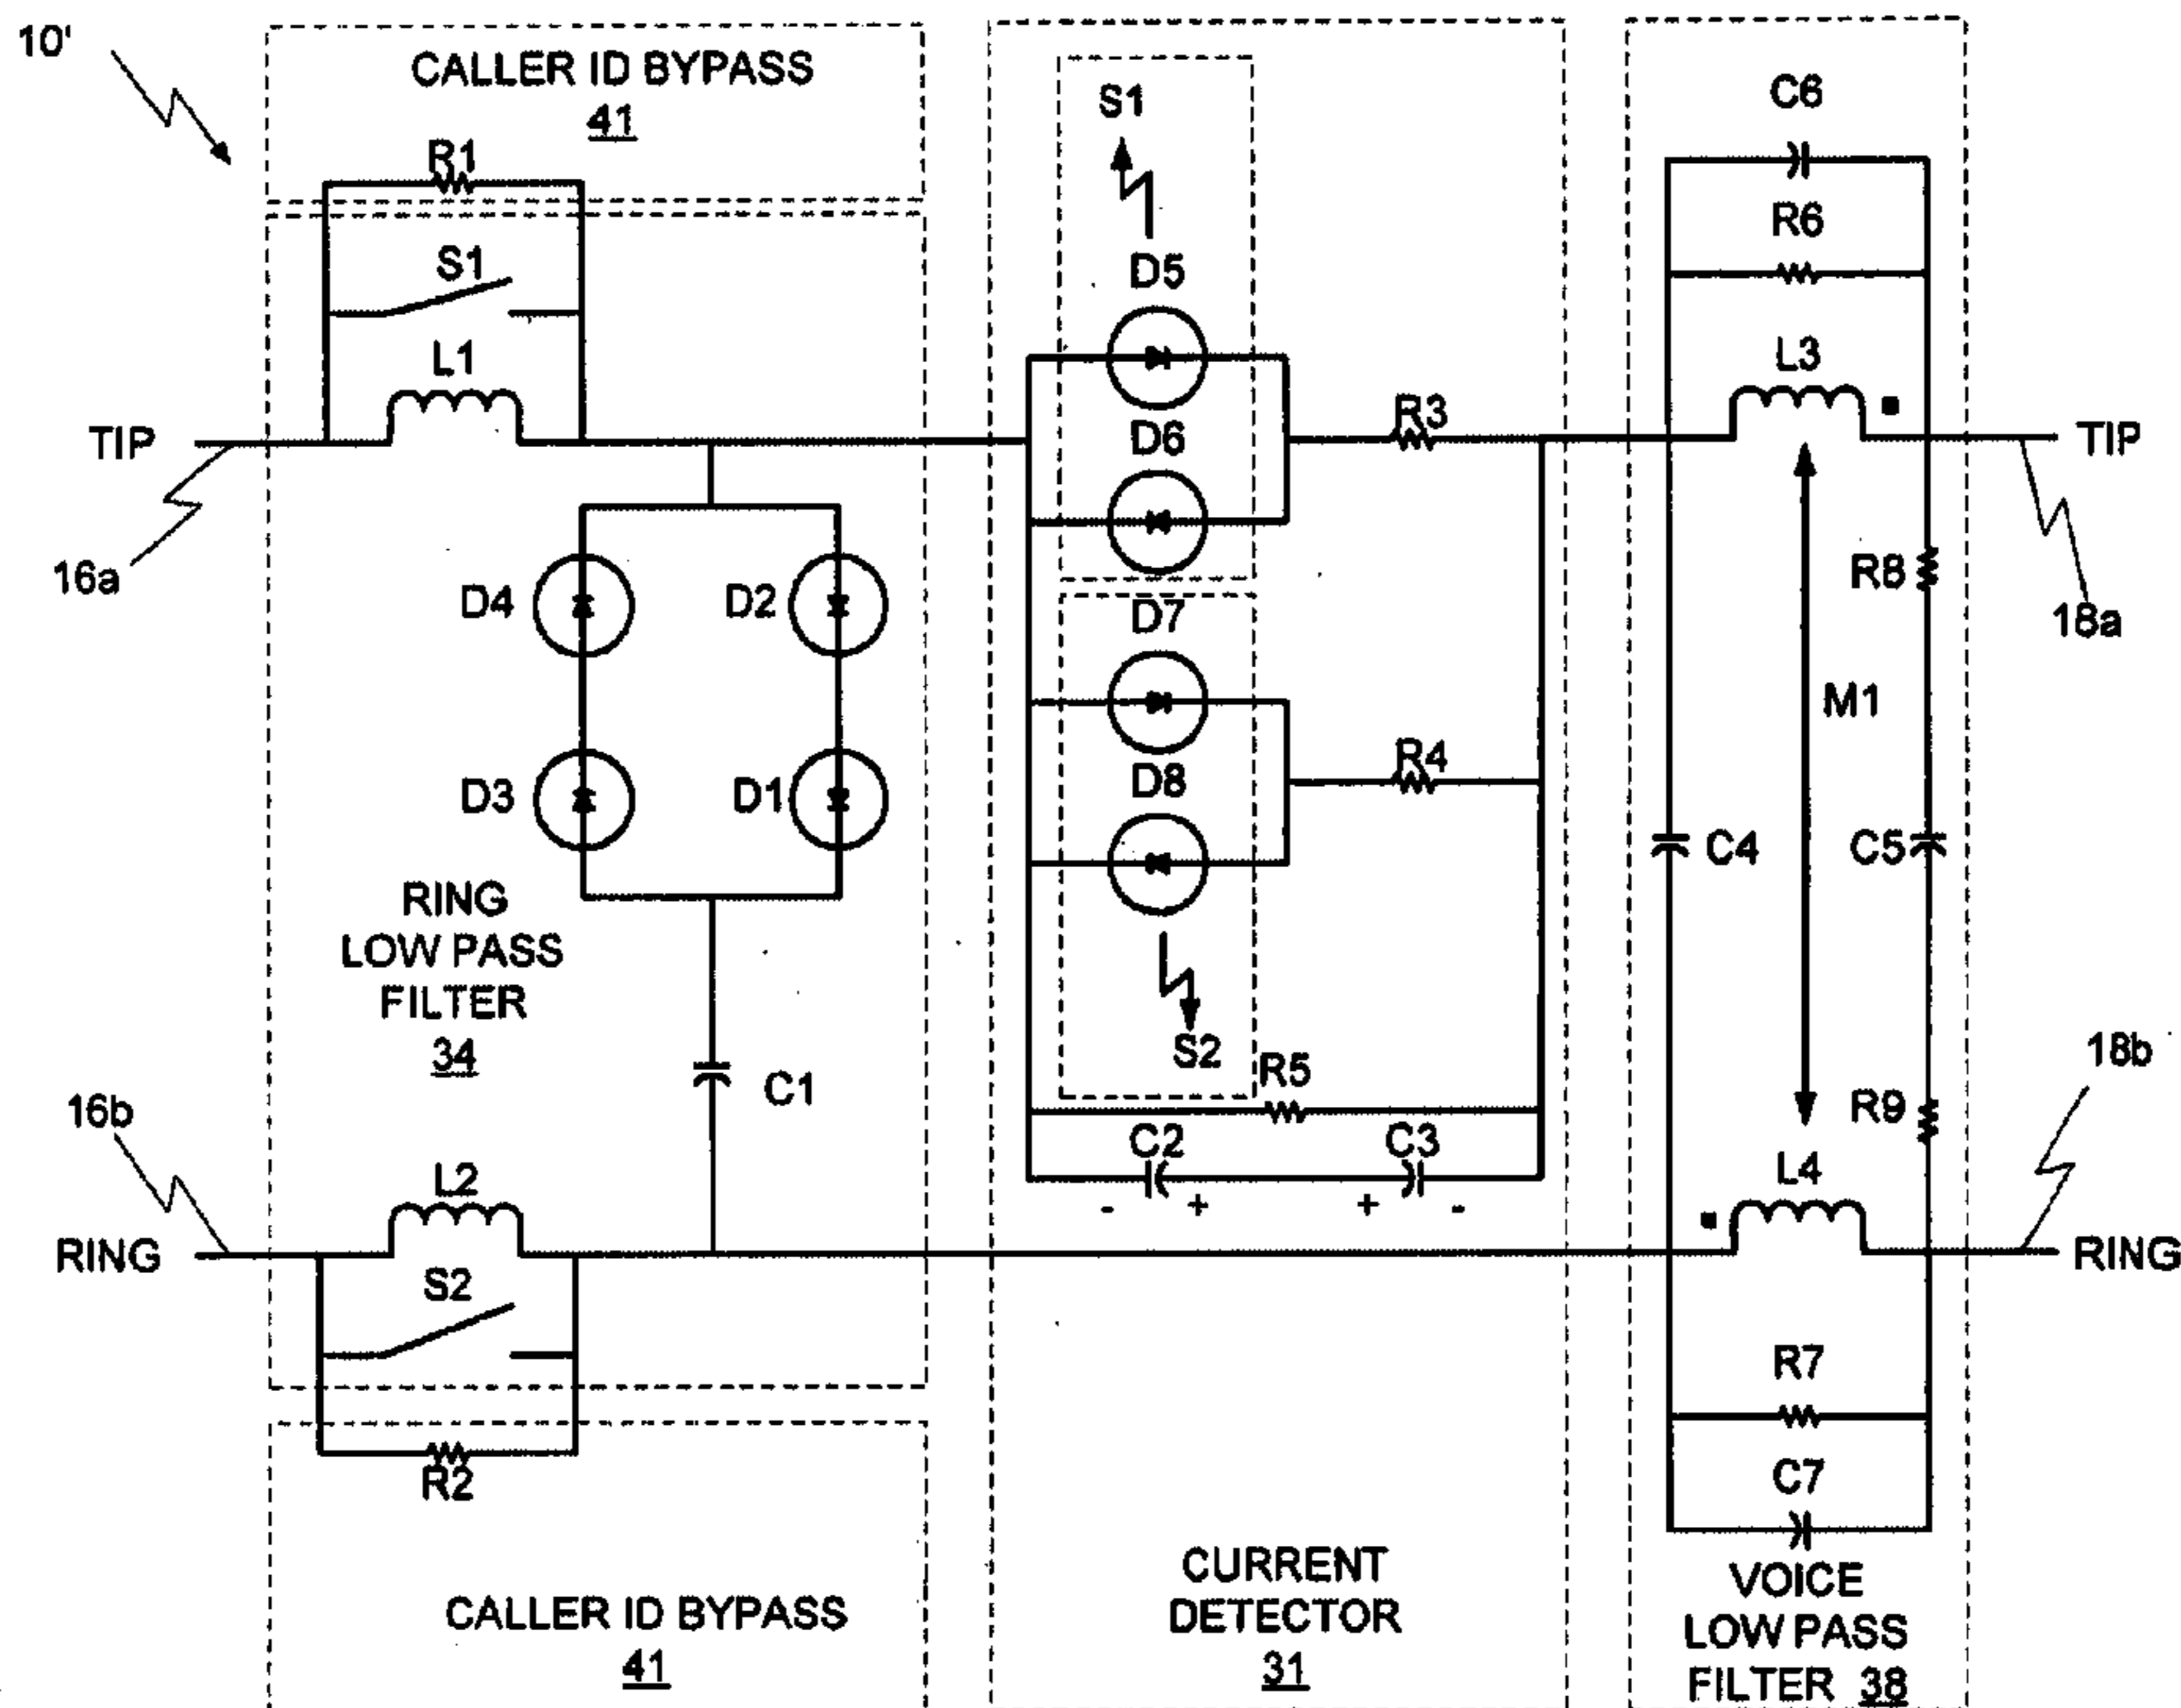 10'
CALLER ID BYPASS
41
R1
S1
L1
TIP
16a
D4
D2
D3
D1
RING
LOW PASS
FILTER
34
C1
16b
L2
RING
S2
R2
CALLER ID BYPASS
41
S1
D5
D6
R3
D7
D8
R4
S2
R5
C2
C3
- +
+ -
CURRENT
DETECTOR
31
C6
R6
L3
TIP
R8
18a
M1
C4
C5
18b
R9
L4
RING
R7
C7
VOICE
LOW PASS
FILTER 38